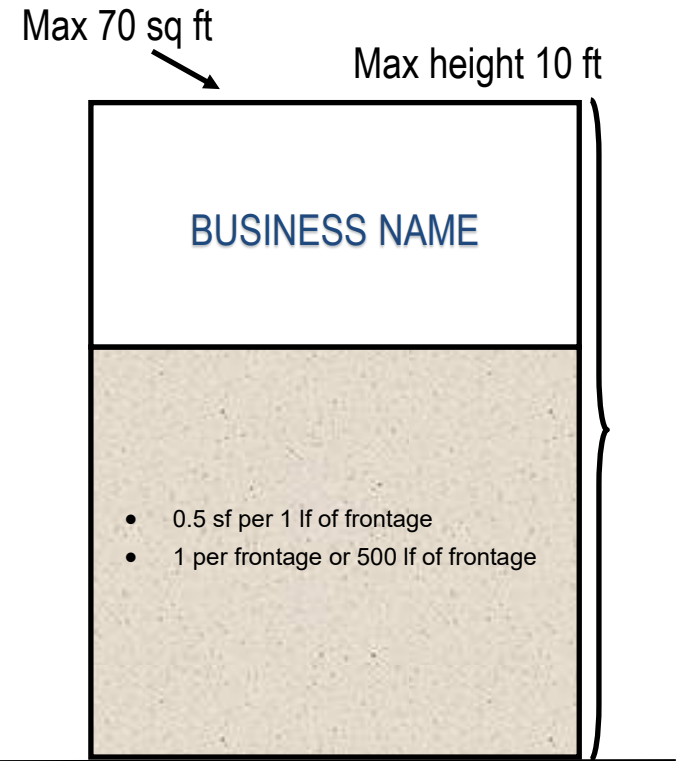 Max 70 sq ft
Max height 10 ft
BUSINESS NAME
• 0.5 sf per 1 lf of frontage
• 1 per frontage or 500 lf of frontage